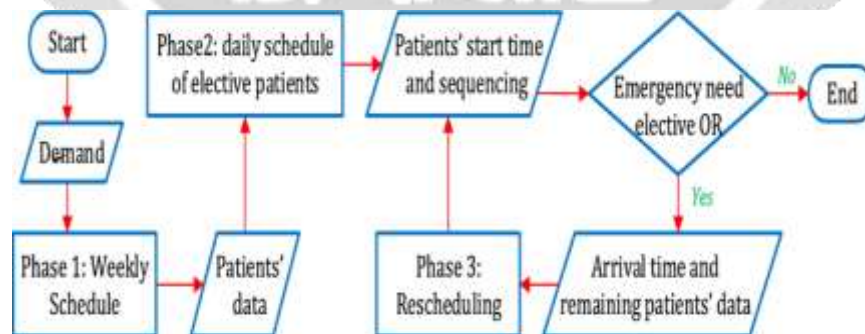 Start
Demand
Phase 1: Weekly
Schedule
Patients'
data
Phase2: daily schedule
of elective patients
Patients' start time
and sequencing
Emergency need
elective OR
No
End
Yes
Arrival time and
remaining patients' data
Phase 3:
Rescheduling